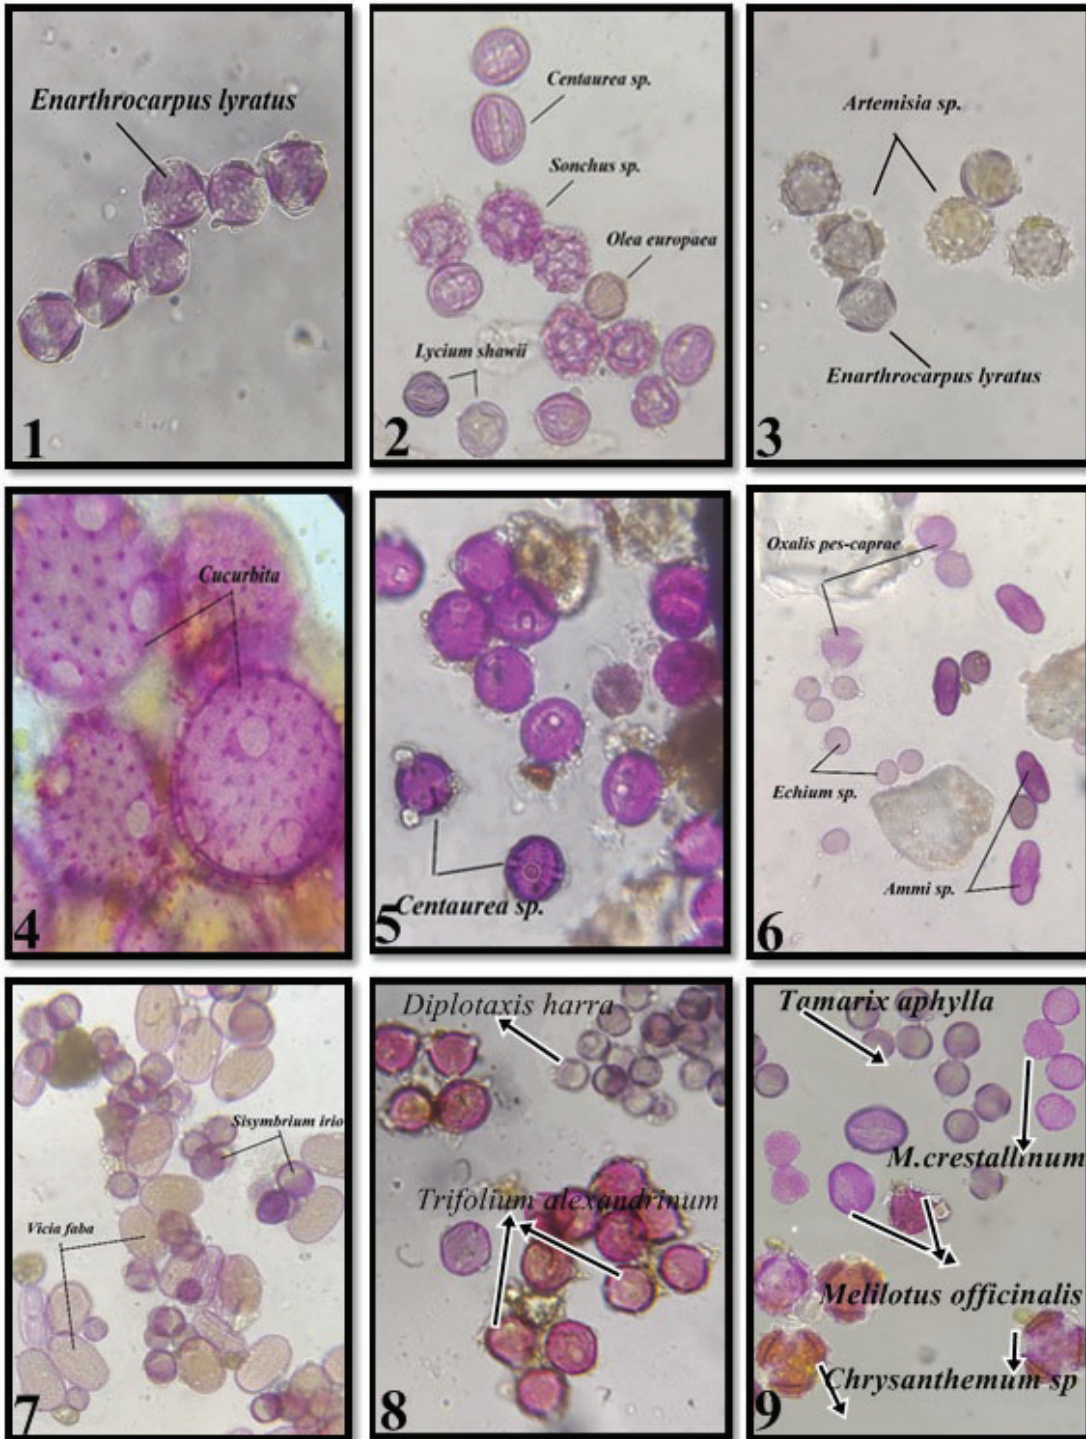 Enarthrocarpus lyratus
1
Centaurea sp.
Sonchus sp.
Olea europaea
Lycium shawii
2
Artemisia sp.
Enarthrocarpus lyratus
3
Cucurbita
4
Centaurea sp.
5
Oxalis pes-caprae
Echium sp.
Ammi sp.
6
Sisymbrium irio
Vicia faba
7
Diplotaxis harra
Trifolium alexandrinum
8
Tamarix aphylla
M.crestallinum
Melilotus officinalis
Chrysanthemum sp
9